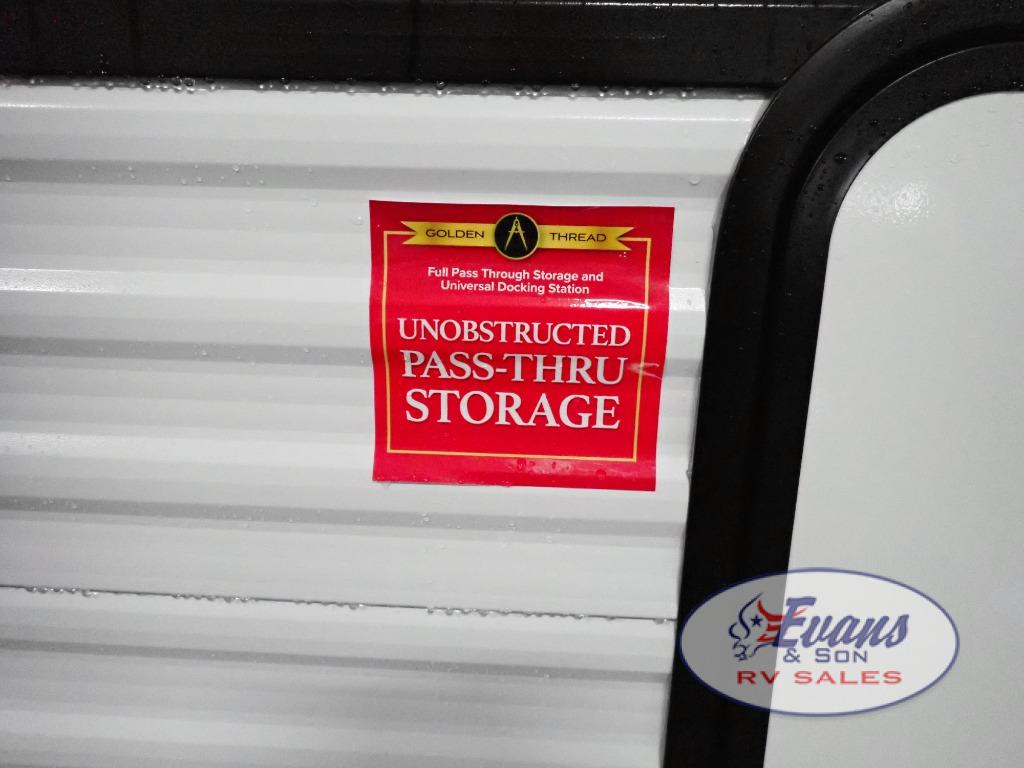 GOLDEN THREAD
Full Pass Through Storage and
Universal Docking Station
UNOBSTRUCTED
PASS-THRU
STORAGE
Evans
& SON
RV SALES